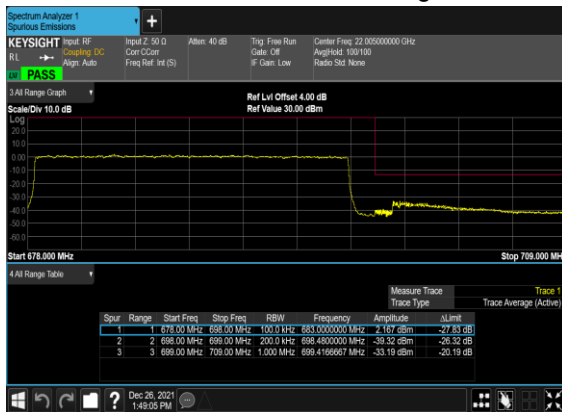 Spectrum Analyzer 1
Spurious Emissions
KEYSIGHT Input: RF Input Z: 50 Ω Atten: 40 dB Trig: Free Run Center Freq: 22.005000000 GHz
RL Coupling: DC Corr CCorr Gate: Off Avg|Hold: 100/100
Align: Auto Freq Ref: Int (S) IF Gain: Low Radio Std: None
PASS
3 All Range Graph
Ref Lvl Offset 4.00 dB
Scale/Div 10.0 dB Ref Value 30.00 dBm
Log
20.0
10.0
0.00
-10.0
-20.0
-30.0
-40.0
-50.0
-60.0
Start 678.000 MHz Stop 709.000 MH
4 All Range Table
Measure Trace Trace 1
Trace Type Trace Average (Active)
Spur Range Start Freq Stop Freq RBW Frequency Amplitude ΔLimit
1 1 678.00 MHz 698.00 MHz 100.0 kHz 683.0000000 MHz 2.167 dBm -27.83 dB
2 2 698.00 MHz 699.00 MHz 200.0 kHz 698.4800000 MHz -39.32 dBm -26.32 dB
3 3 699.00 MHz 709.00 MHz 1.000 MHz 699.4166667 MHz -33.19 dBm -20.19 dB
? Dec 26, 2021
1:49:05 PM